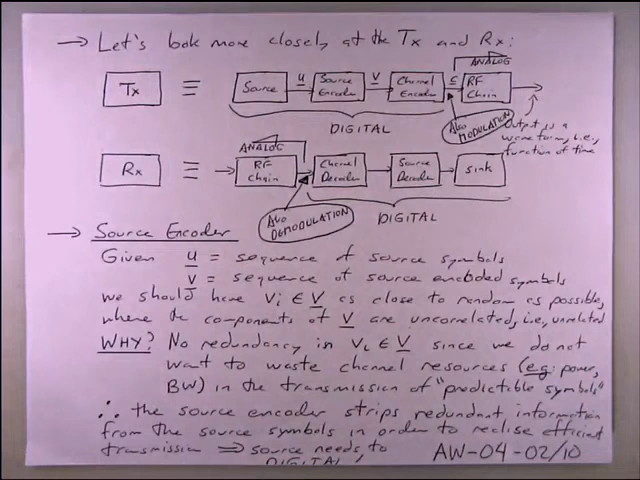 → Let's look more closely at the Tx and Rx:
Tx ≡ Source u Source Encoder v Channel Encoder c RF Chain
ANALOG
DIGITAL
Also MODULATION
Output is a waveform, i.e., function of time
Rx ≡ RF chain Channel Decoder Source Decoder sink
ANALOG
Also DEMODULATION
DIGITAL
→ Source Encoder
Given u = sequence of source symbols
v = sequence of source encoded symbols
we should have Vi ∈ V as close to random as possible,
where the components of V are uncorrelated, i.e., unrelated
WHY? No redundancy in Vi ∈ V since we do not
want to waste channel resources (e.g. power,
BW) in the transmission of "predictable symbols"
∴ the source encoder strips redundant information
from the source symbols in order to realise efficient
transmission ⇒ source needs to
DIGITAL
AW-04-02/10